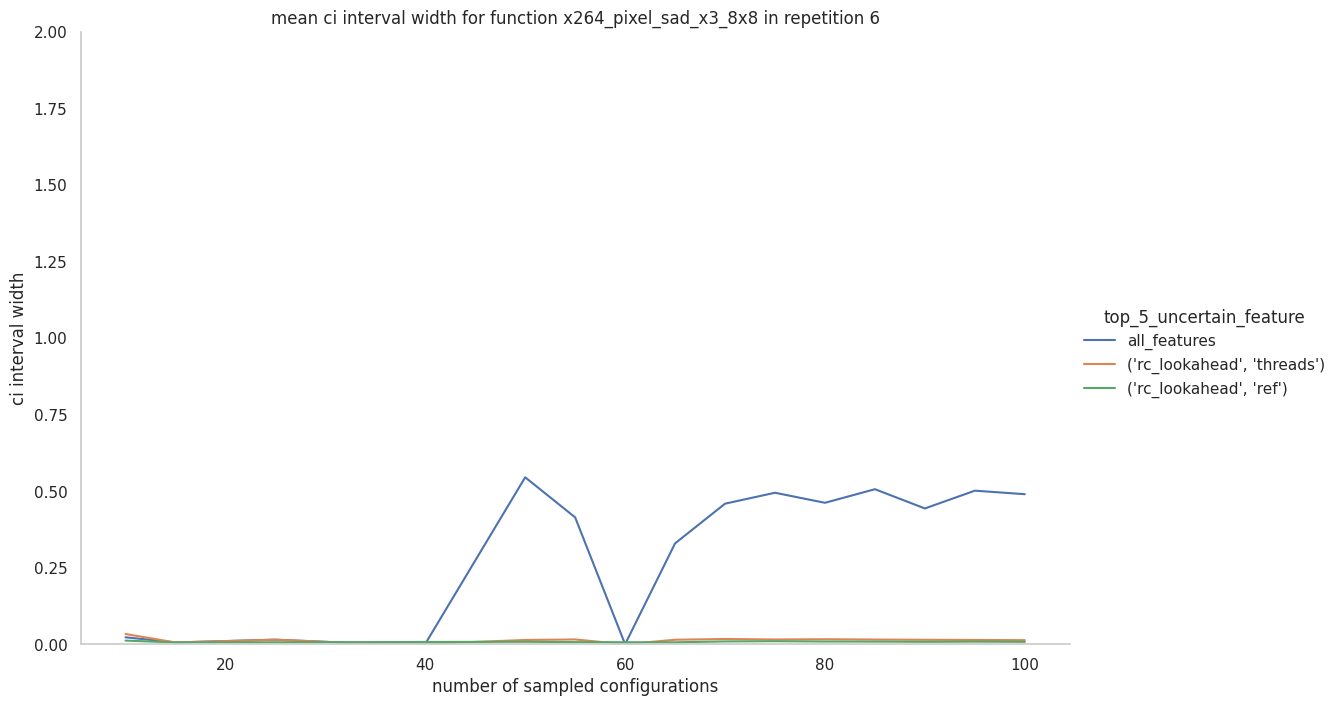 mean ci interval width for function x264_pixel_sad_x3_8x8 in repetition 6
2.00
1.75
1.50
1.25
1.00
0.75
0.50
0.25
0.00
ci interval width
20
40
60
80
100
number of sampled configurations
top_5_uncertain_feature
all_features
('rc_lookahead', 'threads')
('rc_lookahead', 'ref')